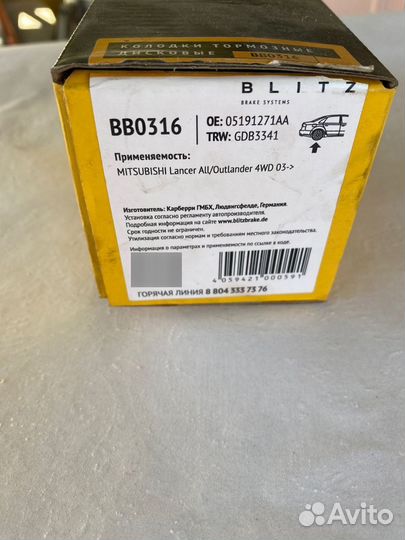 КОЛОДКИ ТОРМОЗНЫЕ
ДИСКОВЫЕ BB0316
BLITZ
BRAKE SYSTEMS
BB0316
OE: 05191271AA
TRW: GDB3341
Применяемость:
MITSUBISHI Lancer All/Outlander 4WD 03->
Изготовитель: Карберри ГМБХ, Людвигсфелде, Германия.
Установка согласно регламенту автопроизводителя.
Подробная информация на сайте www.blitzbrake.de.
Срок годности не ограничен.
Утилизация согласно нормам и требованиям местного законодательства.
Информация о параметрах и применяемости по ссылке в коде.
4 059421 000591
ГОРЯЧАЯ ЛИНИЯ 8 804 333 73 76
Avito